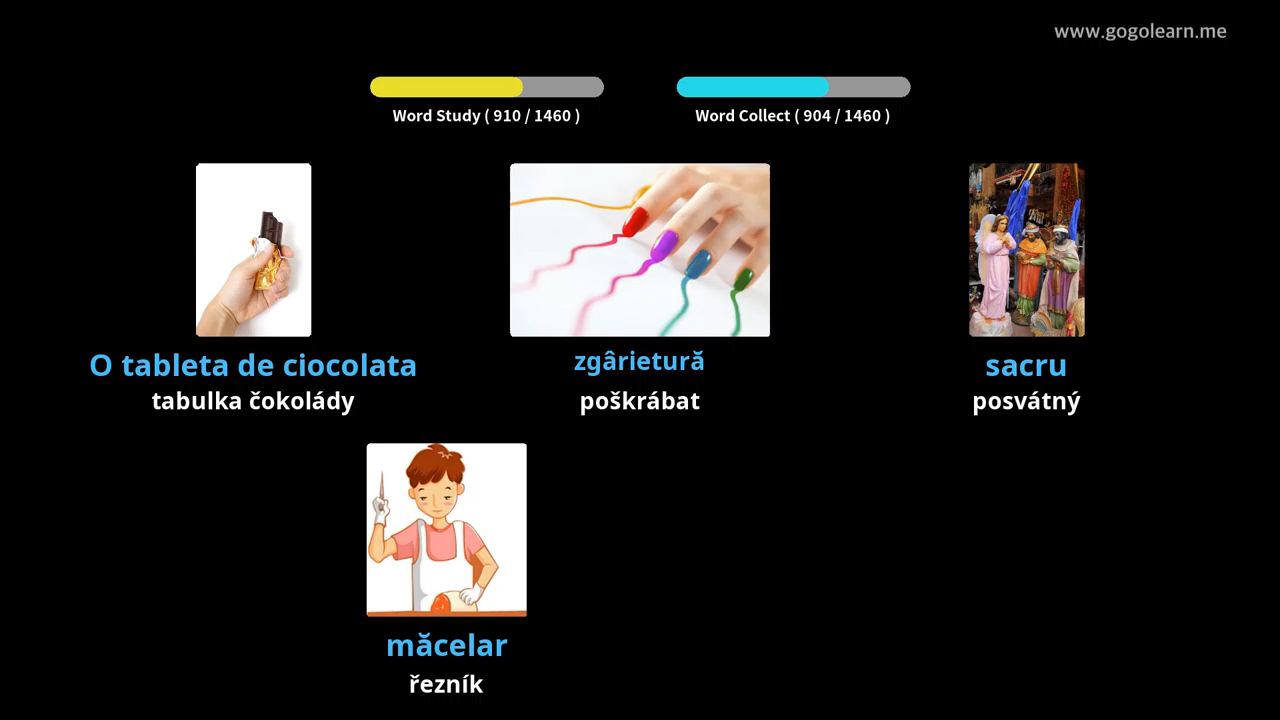 www.gogolearn.me
Word Study ( 910 / 1460 )
Word Collect ( 904 / 1460 )
O tableta de ciocolata
tabulka čokolády
zgârietură
poškrábat
sacru
posvátný
măcelar
řezník